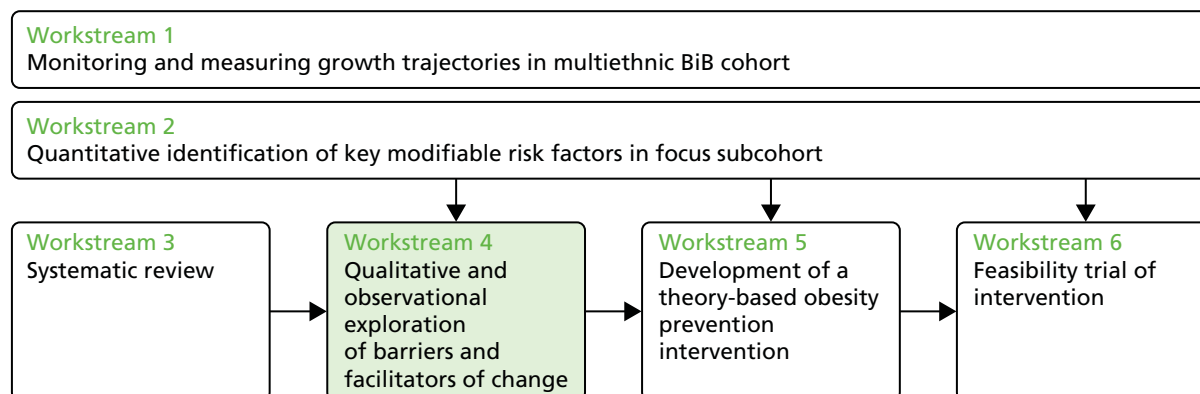 Workstream 1
Monitoring and measuring growth trajectories in multiethnic BiB cohort
Workstream 2
Quantitative identification of key modifiable risk factors in focus subcohort
Workstream 3
Systematic review
Workstream 4
Qualitative and
observational
exploration
of barriers and
facilitators of change
Workstream 5
Development of a
theory-based obesity
prevention
intervention
Workstream 6
Feasibility trial of
intervention